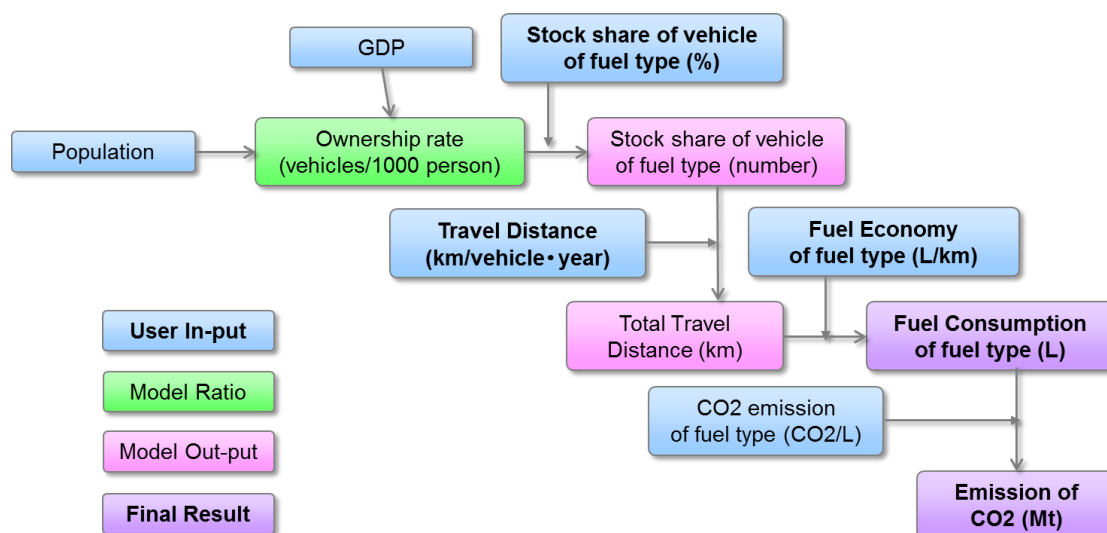 GDP
Stock share of vehicle
of fuel type (%)
Population
Ownership rate
(vehicles/1000 person)
Stock share of vehicle
of fuel type (number)
Travel Distance
(km/vehicle・year)
Fuel Economy
of fuel type (L/km)
Total Travel
Distance (km)
Fuel Consumption
of fuel type (L)
CO2 emission
of fuel type (CO2/L)
Emission of
CO2 (Mt)
User In-put
Model Ratio
Model Out-put
Final Result